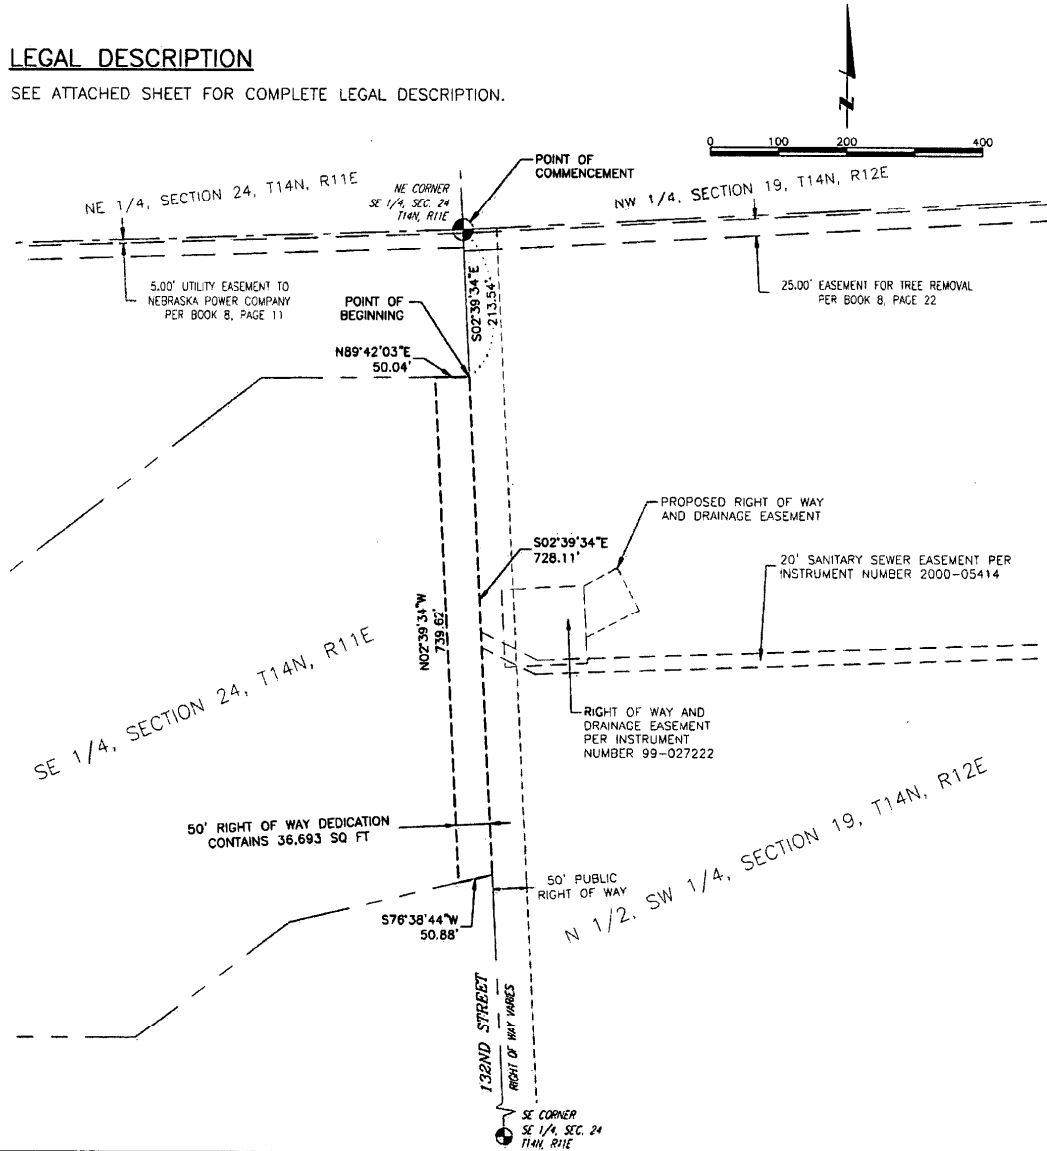 LEGAL DESCRIPTION
SEE ATTACHED SHEET FOR COMPLETE LEGAL DESCRIPTION.
N
0 100 200 400
POINT OF
COMMENCEMENT
NE CORNER
SE 1/4, SEC. 24
T14N, R11E
NE 1/4, SECTION 24, T14N, R11E
NW 1/4, SECTION 19, T14N, R12E
5.00' UTILITY EASEMENT TO
NEBRASKA POWER COMPANY
PER BOOK 8, PAGE 11
25.00' EASEMENT FOR TREE REMOVAL
PER BOOK 8, PAGE 22
S02°39'34"E
213.54'
POINT OF
BEGINNING
N89°42'03"E
50.04'
PROPOSED RIGHT OF WAY
AND DRAINAGE EASEMENT
S02°39'34"E
728.11'
20' SANITARY SEWER EASEMENT PER
INSTRUMENT NUMBER 2000-05414
N02°39'34"W
739.62'
SE 1/4, SECTION 24, T14N, R11E
RIGHT OF WAY AND
DRAINAGE EASEMENT
PER INSTRUMENT
NUMBER 99-027222
50' RIGHT OF WAY DEDICATION
CONTAINS 36,693 SQ FT
N 1/2, SW 1/4, SECTION 19, T14N, R12E
50' PUBLIC
RIGHT OF WAY
S76°38'44"W
50.88'
132ND STREET
RIGHT OF WAY VARIES
SE CORNER
SE 1/4, SEC. 24
T14N, R11E